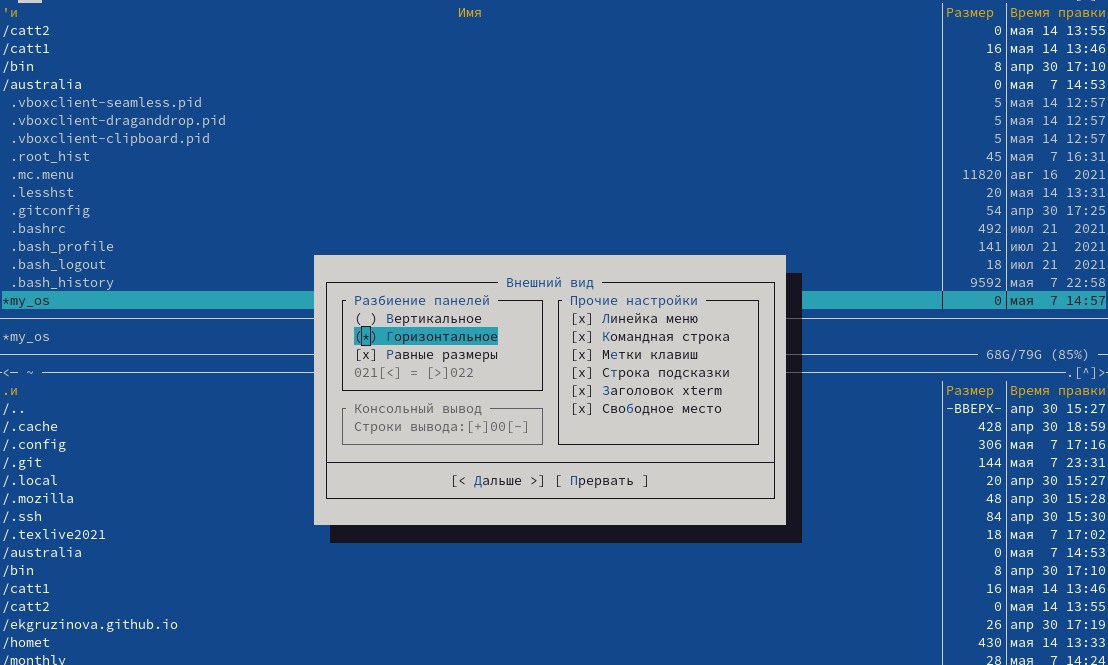 'и Имя Размер Время правки
/catt2 0 мая 14 13:55
/catt1 16 мая 14 13:46
/bin 8 апр 30 17:10
/australia 0 мая 7 14:53
.vboxclient-seamless.pid 5 мая 14 12:57
.vboxclient-draganddrop.pid 5 мая 14 12:57
.vboxclient-clipboard.pid 5 мая 14 12:57
.root_hist 45 мая 7 16:31
.mc.menu 11820 авг 16 2021
.lesshst 20 мая 14 13:31
.gitconfig 54 апр 30 17:25
.bashrc 492 июл 21 2021
.bash_profile 141 июл 21 2021
.bash_logout 18 июл 21 2021
.bash_history 9592 мая 7 22:58
*my_os 0 мая 7 14:57
*my_os
68G/79G (85%)
<─ ~ .[^]>
.и Размер Время правки
/.. -ВВЕРХ- апр 30 15:27
/.cache 428 апр 30 18:59
/.config 306 мая 7 17:16
/.git 144 мая 7 23:31
/.local 20 апр 30 15:27
/.mozilla 48 апр 30 15:28
/.ssh 84 апр 30 15:30
/.texlive2021 18 мая 7 17:02
/australia 0 мая 7 14:53
/bin 8 апр 30 17:10
/catt1 16 мая 14 13:46
/catt2 0 мая 14 13:55
/ekgruzinova.github.io 26 апр 30 17:19
/homet 430 мая 14 13:33
/monthly 28 мая 7 14:24
Внешний вид
Разбиение панелей
( ) Вертикальное
(*) Горизонтальное
[x] Равные размеры
021[<] = [>]022
Консольный вывод
Строки вывода:[+]00[-]
Прочие настройки
[x] Линейка меню
[x] Командная строка
[x] Метки клавиш
[x] Строка подсказки
[x] Заголовок xterm
[x] Свободное место
[< Дальше >] [ Прервать ]